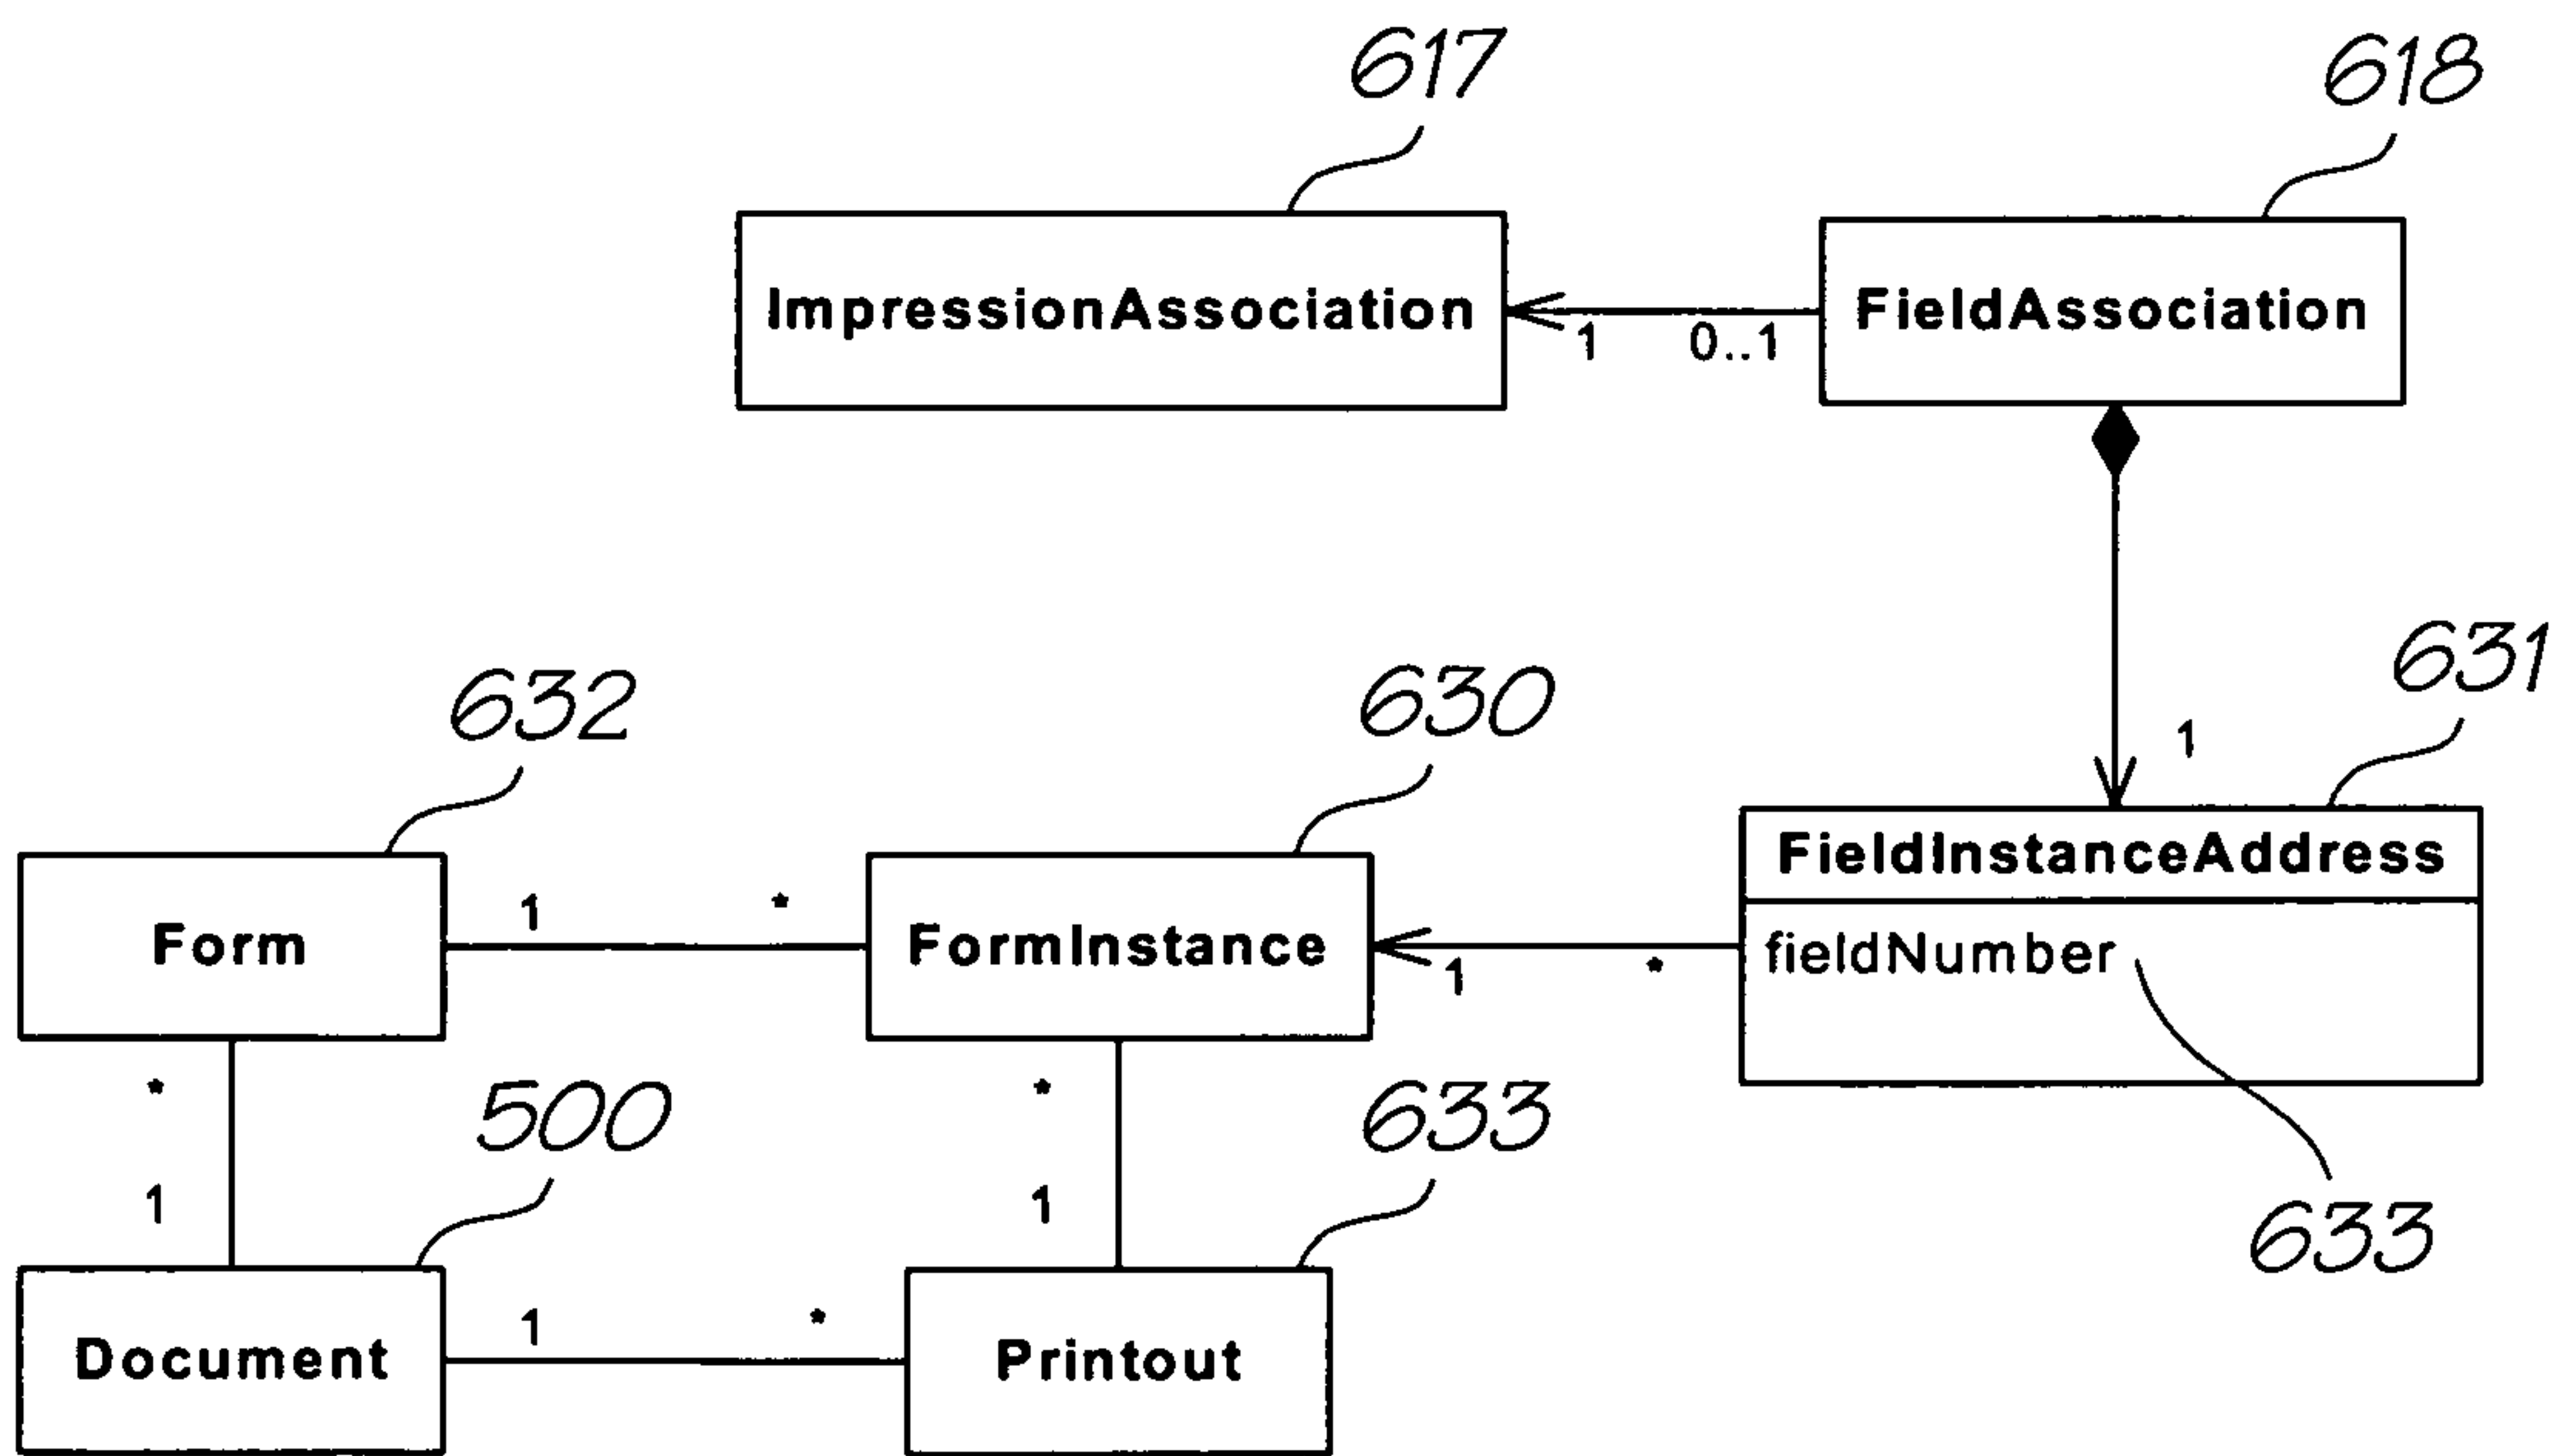 617
618
ImpressionAssociation
1
0..1
FieldAssociation
1
631
632
630
FieldInstanceAddress
Form
1
*
FormInstance
1
*
fieldNumber
*
500
*
633
1
1
633
Document
1
*
Printout